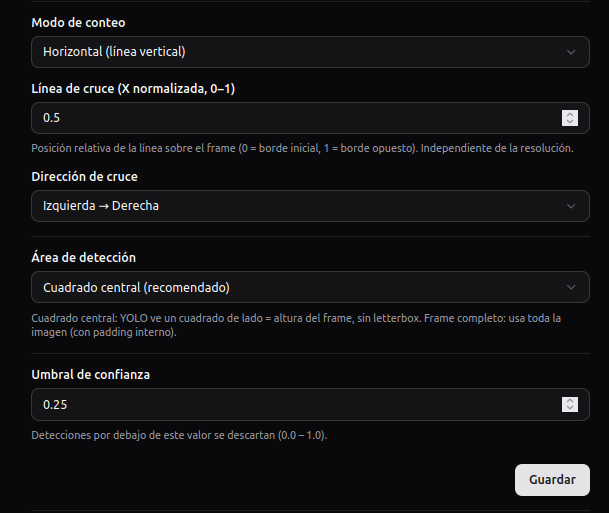 Modo de conteo
Horizontal (línea vertical)
Línea de cruce (X normalizada, 0–1)
0.5
Posición relativa de la línea sobre el frame (0 = borde inicial, 1 = borde opuesto). Independiente de la resolución.
Dirección de cruce
Izquierda → Derecha
Área de detección
Cuadrado central (recomendado)
Cuadrado central: YOLO ve un cuadrado de lado = altura del frame, sin letterbox. Frame completo: usa toda la
imagen (con padding interno).
Umbral de confianza
0.25
Detecciones por debajo de este valor se descartan (0.0 – 1.0).
Guardar